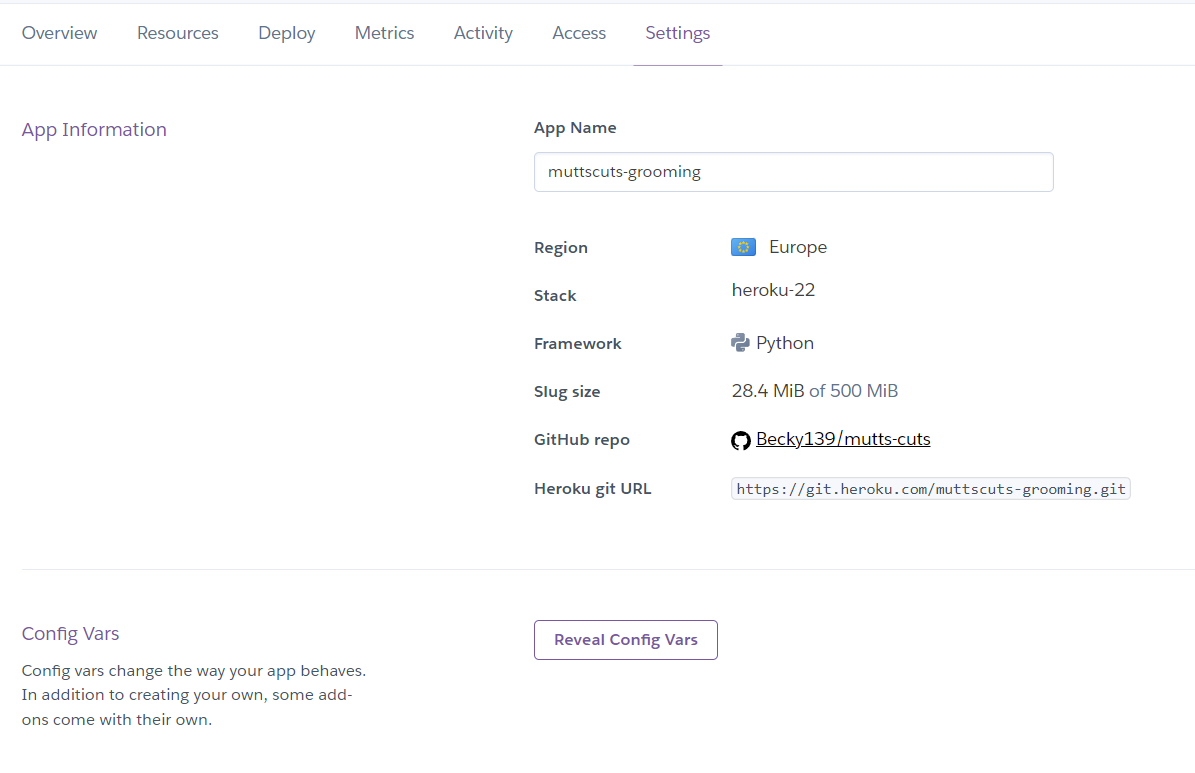 Overview Resources Deploy Metrics Activity Access Settings
App Information
App Name
muttscuts-grooming
Region Europe
Stack heroku-22
Framework Python
Slug size 28.4 MiB of 500 MiB
GitHub repo Becky139/mutts-cuts
Heroku git URL https://git.heroku.com/muttscuts-grooming.git
Config Vars
Reveal Config Vars
Config vars change the way your app behaves.
In addition to creating your own, some add-
ons come with their own.